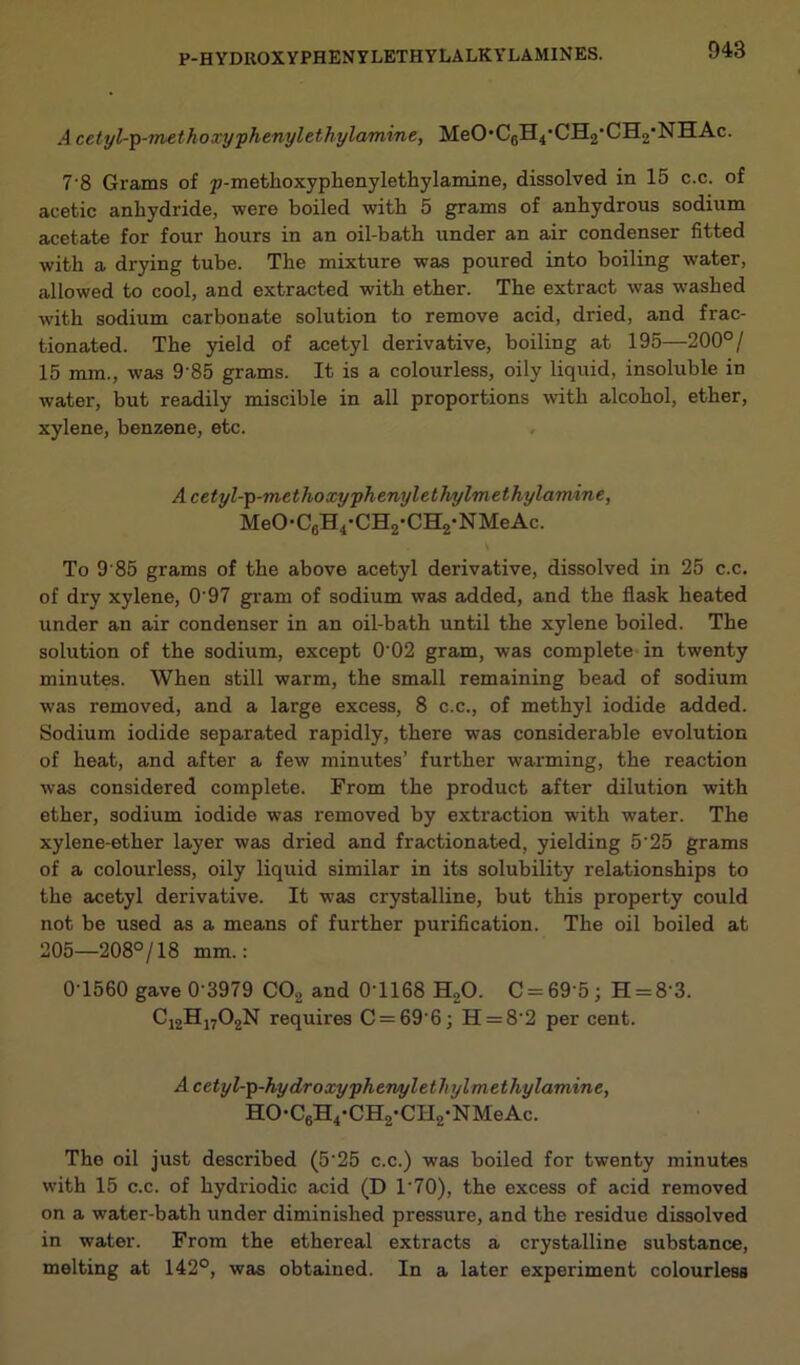 P-HYDROXYPHENYLETHYLALKYLAMINES. 943
Acetyl-p-methoxyphenylethylamine, MeO·C₆H₄·CH₂·CH₂·NHAc.
7·8 Grams of p-methoxyphenylethylamine, dissolved in 15 c.c. of
acetic anhydride, were boiled with 5 grams of anhydrous sodium
acetate for four hours in an oil-bath under an air condenser fitted
with a drying tube. The mixture was poured into boiling water,
allowed to cool, and extracted with ether. The extract was washed
with sodium carbonate solution to remove acid, dried, and frac-
tionated. The yield of acetyl derivative, boiling at 195—200°/
15 mm., was 9·85 grams. It is a colourless, oily liquid, insoluble in
water, but readily miscible in all proportions with alcohol, ether,
xylene, benzene, etc.
Acetyl-p-methoxyphenylethylmethylamine,
MeO·C₆H₄·CH₂·CH₂·NMeAc.
To 9·85 grams of the above acetyl derivative, dissolved in 25 c.c.
of dry xylene, 0·97 gram of sodium was added, and the flask heated
under an air condenser in an oil-bath until the xylene boiled. The
solution of the sodium, except 0·02 gram, was complete in twenty
minutes. When still warm, the small remaining bead of sodium
was removed, and a large excess, 8 c.c., of methyl iodide added.
Sodium iodide separated rapidly, there was considerable evolution
of heat, and after a few minutes' further warming, the reaction
was considered complete. From the product after dilution with
ether, sodium iodide was removed by extraction with water. The
xylene-ether layer was dried and fractionated, yielding 5·25 grams
of a colourless, oily liquid similar in its solubility relationships to
the acetyl derivative. It was crystalline, but this property could
not be used as a means of further purification. The oil boiled at
205—208°/18 mm.:
0·1560 gave 0·3979 CO₂ and 0·1168 H₂O. C=69·5; H=8·3.
C₁₂H₁₇O₂N requires C=69·6; H=8·2 per cent.
Acetyl-p-hydroxyphenylethylmethylamine,
HO·C₆H₄·CH₂·CH₂·NMeAc.
The oil just described (5·25 c.c.) was boiled for twenty minutes
with 15 c.c. of hydriodic acid (D 1·70), the excess of acid removed
on a water-bath under diminished pressure, and the residue dissolved
in water. From the ethereal extracts a crystalline substance,
melting at 142°, was obtained. In a later experiment colourless